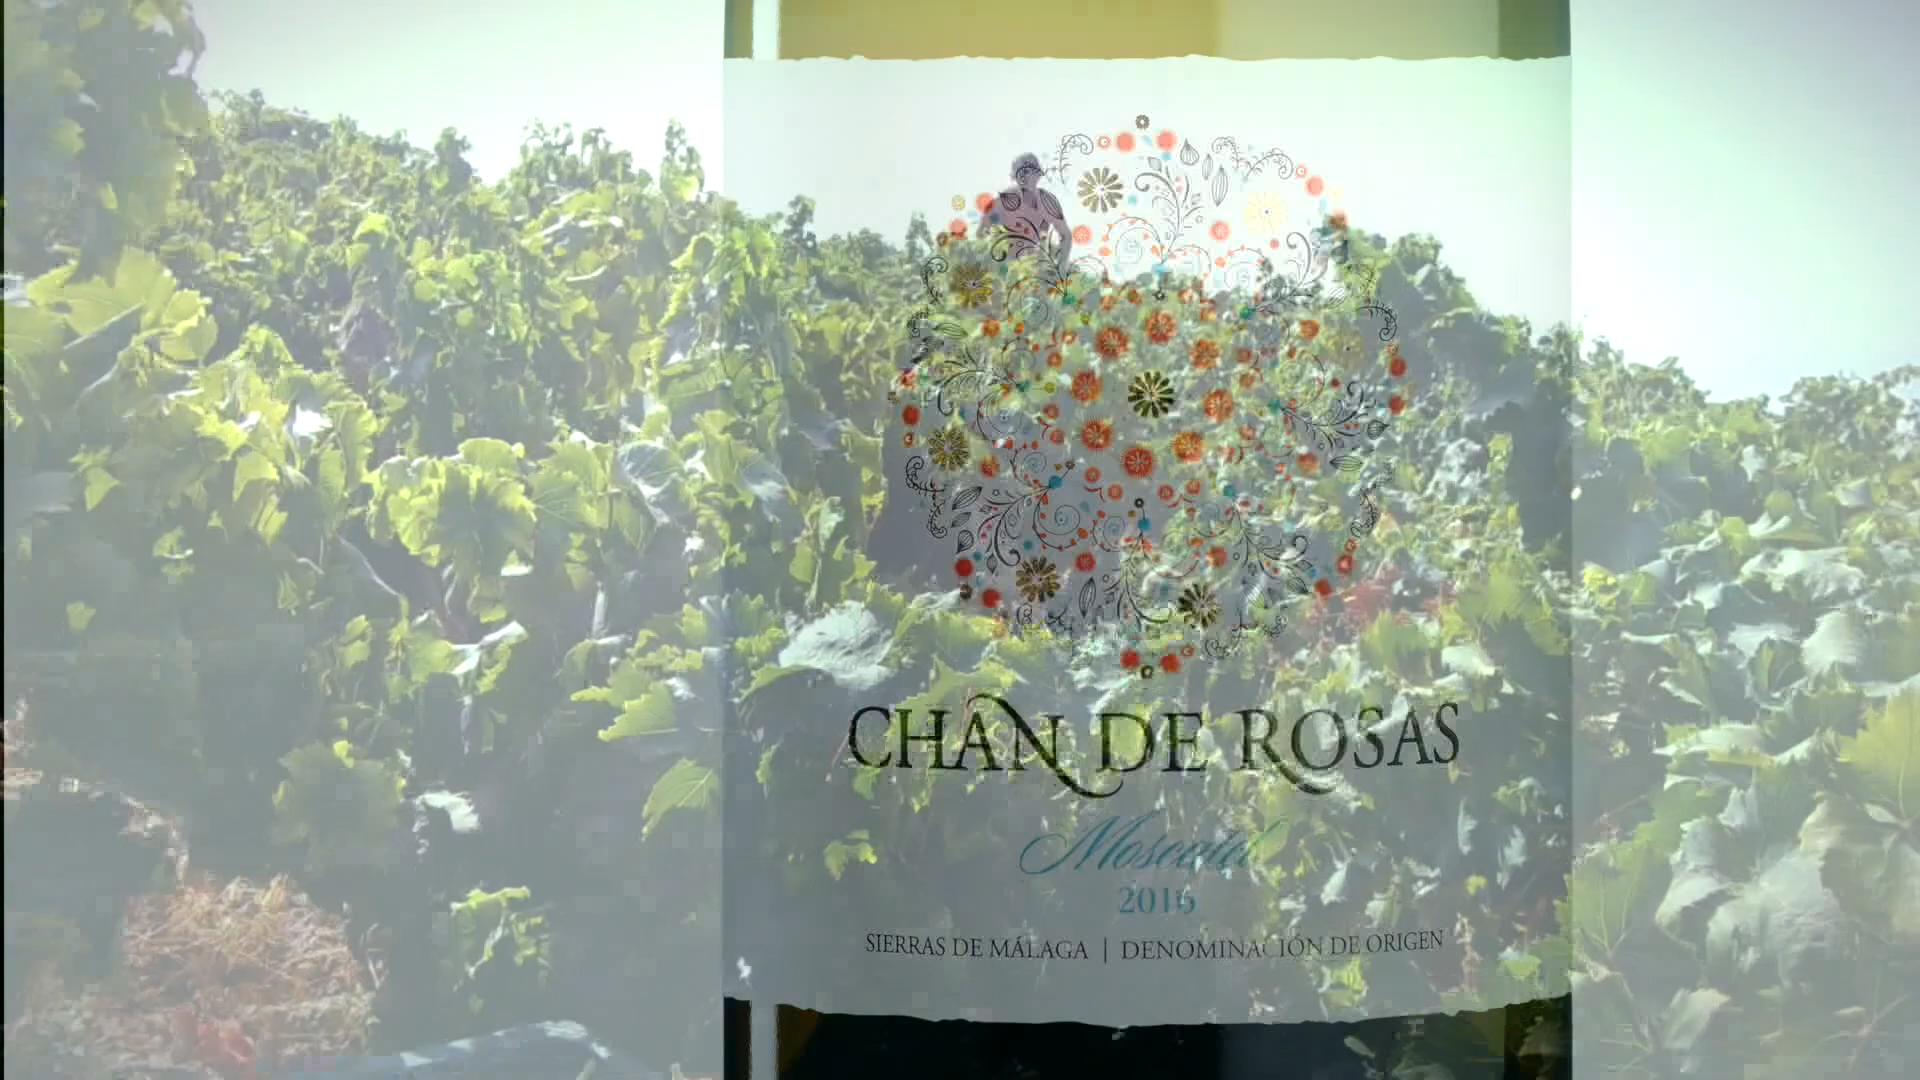 CHAN DE ROSAS
Moscatel
2016
SIERRAS DE MÁLAGA | DENOMINACIÓN DE ORIGEN